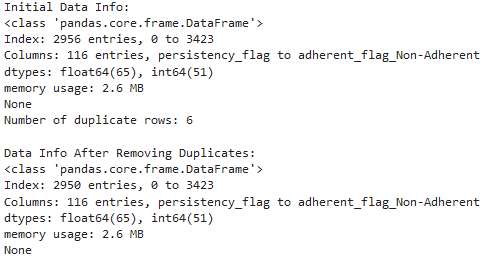 Initial Data Info:
<class 'pandas.core.frame.DataFrame'>
Index: 2956 entries, 0 to 3423
Columns: 116 entries, persistency_flag to adherent_flag_Non-Adherent
dtypes: float64(65), int64(51)
memory usage: 2.6 MB
None
Number of duplicate rows: 6

Data Info After Removing Duplicates:
<class 'pandas.core.frame.DataFrame'>
Index: 2950 entries, 0 to 3423
Columns: 116 entries, persistency_flag to adherent_flag_Non-Adherent
dtypes: float64(65), int64(51)
memory usage: 2.6 MB
None